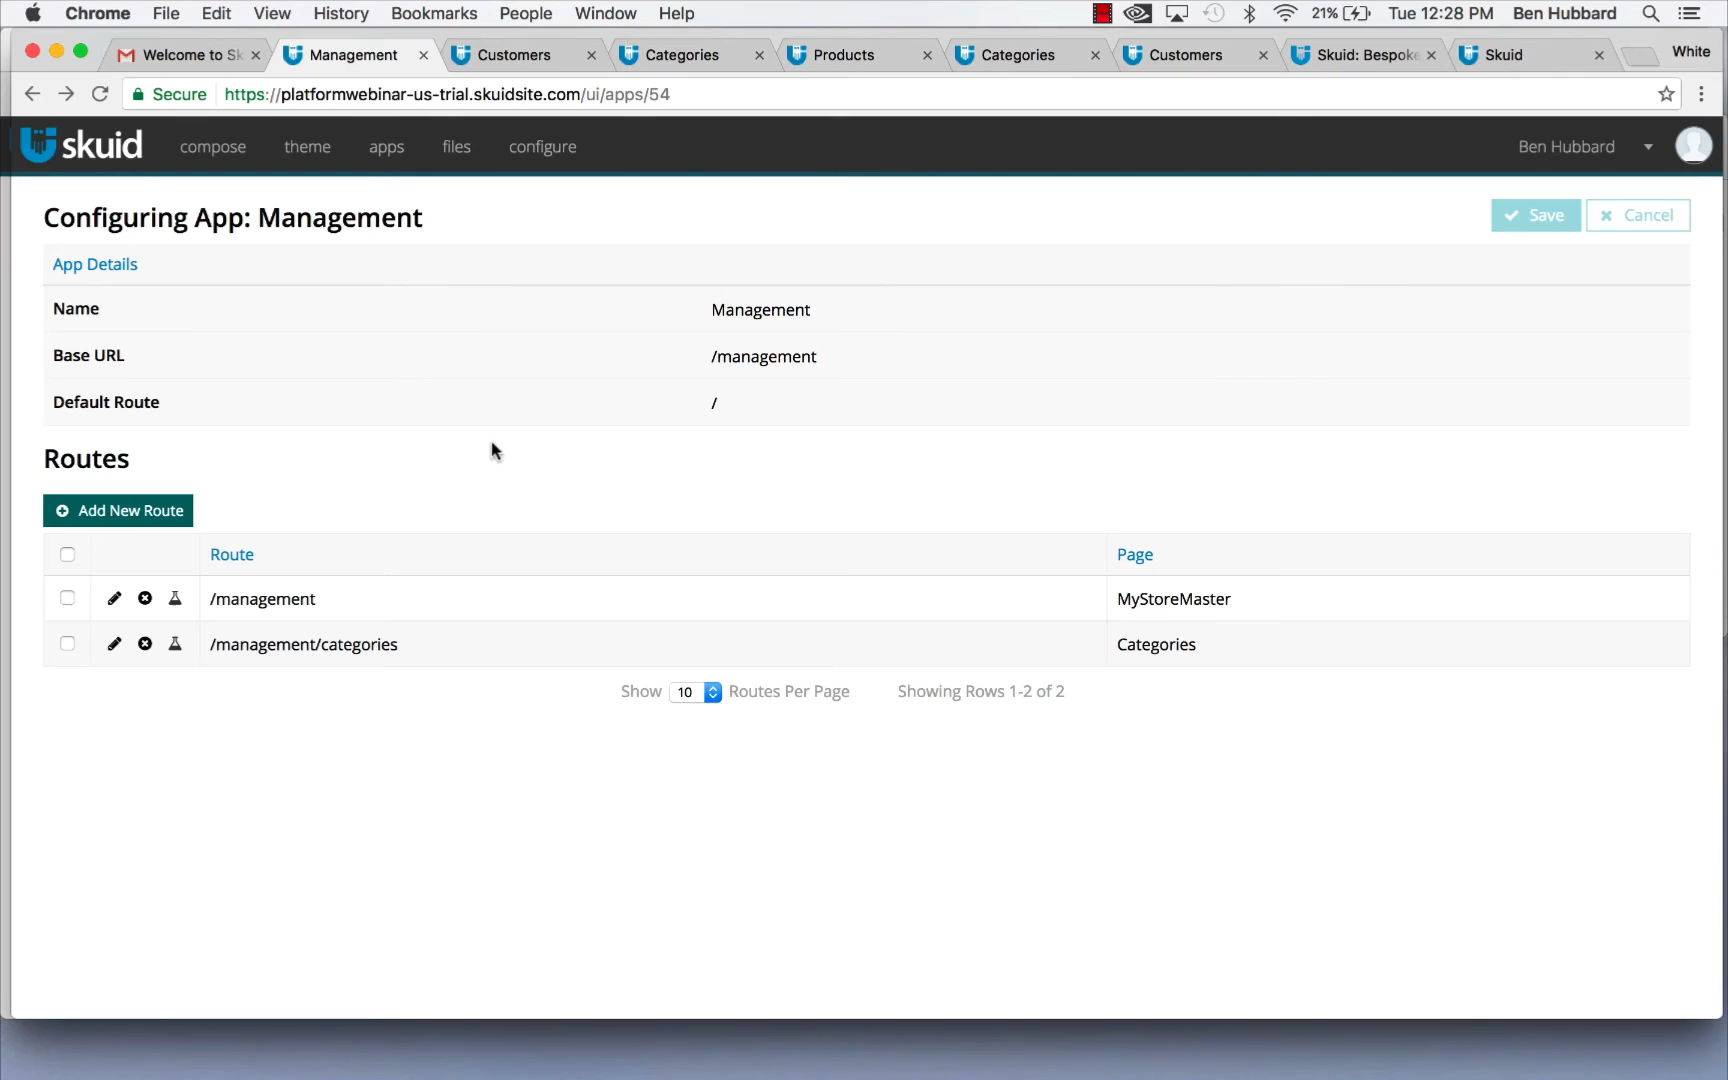 Chrome File Edit View History Bookmarks People Window Help 21% Tue 12:28 PM Ben Hubbard
Welcome to Sk Management Customers Categories Products Categories Customers Skuid: Bespoke Skuid White
Secure https://platformwebinar-us-trial.skuidsite.com/ui/apps/54
skuid compose theme apps files configure Ben Hubbard
Configuring App: Management Save Cancel
App Details
Name Management
Base URL /management
Default Route /
Routes
Add New Route
Route Page
/management MyStoreMaster
/management/categories Categories
Show 10 Routes Per Page Showing Rows 1-2 of 2